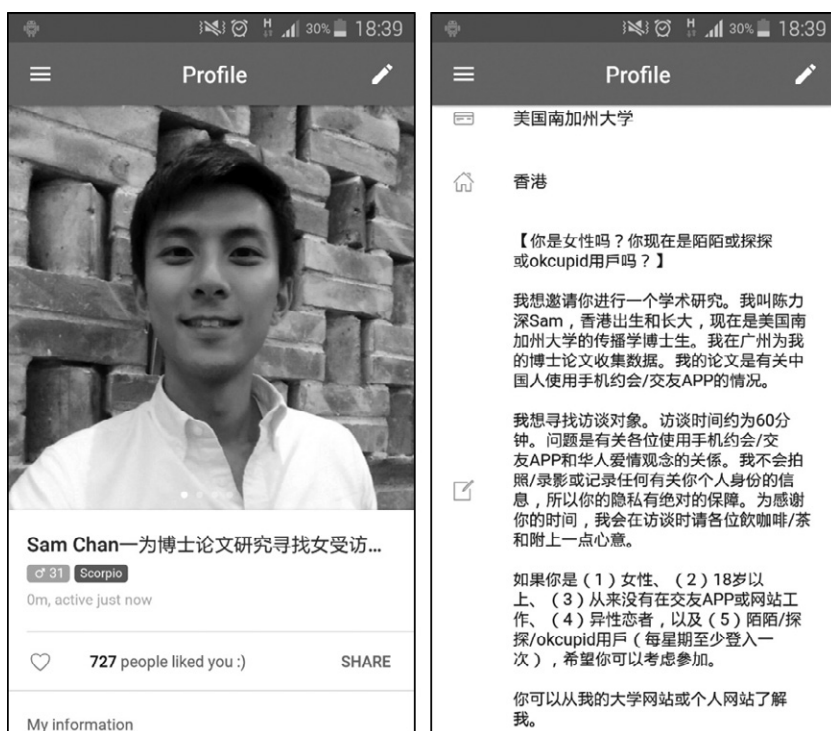 30% 18:39
Profile
Sam Chan一为博士论文研究寻找女受访...
♂ 31 Scorpio
0m, active just now
727 people liked you :) SHARE
My information
30% 18:39
Profile
美国南加州大学
香港
【你是女性吗?你现在是陌陌或探探
或okcupid用戶吗?】
我想邀请你进行一个学术研究。我叫陈力
深Sam,香港出生和长大,现在是美国南
加州大学的传播学博士生。我在广州为我
的博士论文收集数据。我的论文是有关中
国人使用手机约会/交友APP的情况。
我想寻找访谈对象。访谈时间约为60分
钟。问题是有关各位使用手机约会/交
友APP和华人爱情观念的关係。我不会拍
照/录影或记录任何有关你个人身份的信
息,所以你的隐私有绝对的保障。为感谢
你的时间,我会在访谈时请各位飲咖啡/茶
和附上一点心意。
如果你是(1)女性、(2)18岁以
上、(3)从来没有在交友APP或网站工
作、(4)异性恋者,以及(5)陌陌/探
探/okcupid用戶(每星期至少登入一
次),希望你可以考虑参加。
你可以从我的大学网站或个人网站了解
我。